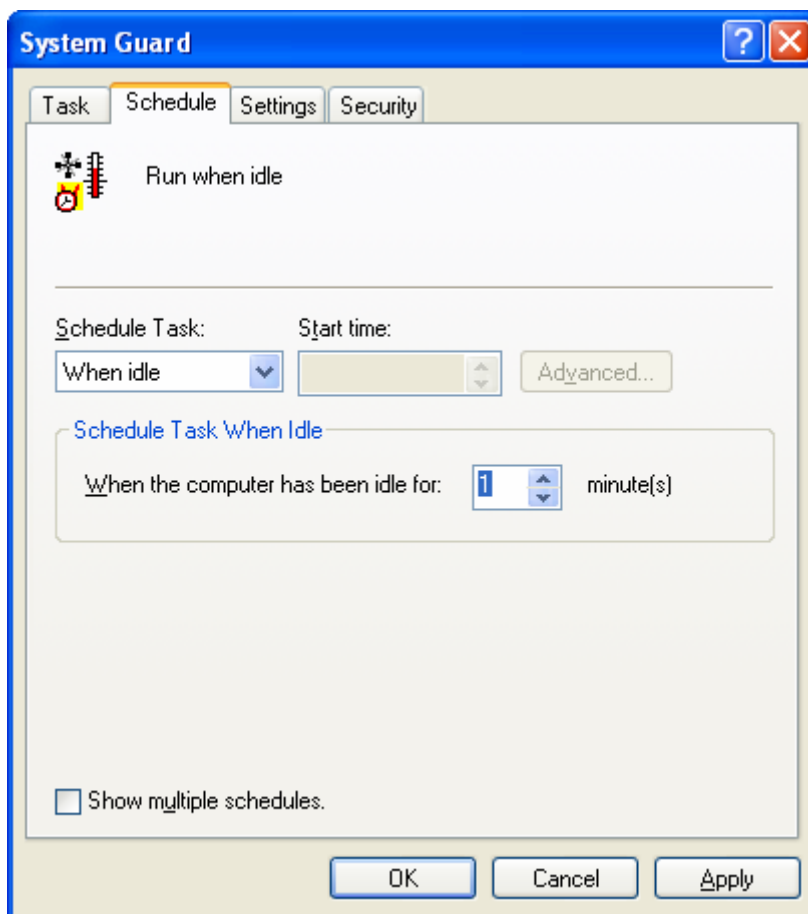 System Guard
Task Schedule Settings Security
Run when idle
Schedule Task: Start time:
When idle Advanced...
Schedule Task When Idle
When the computer has been idle for: 1 minute(s)
Show multiple schedules.
OK Cancel Apply